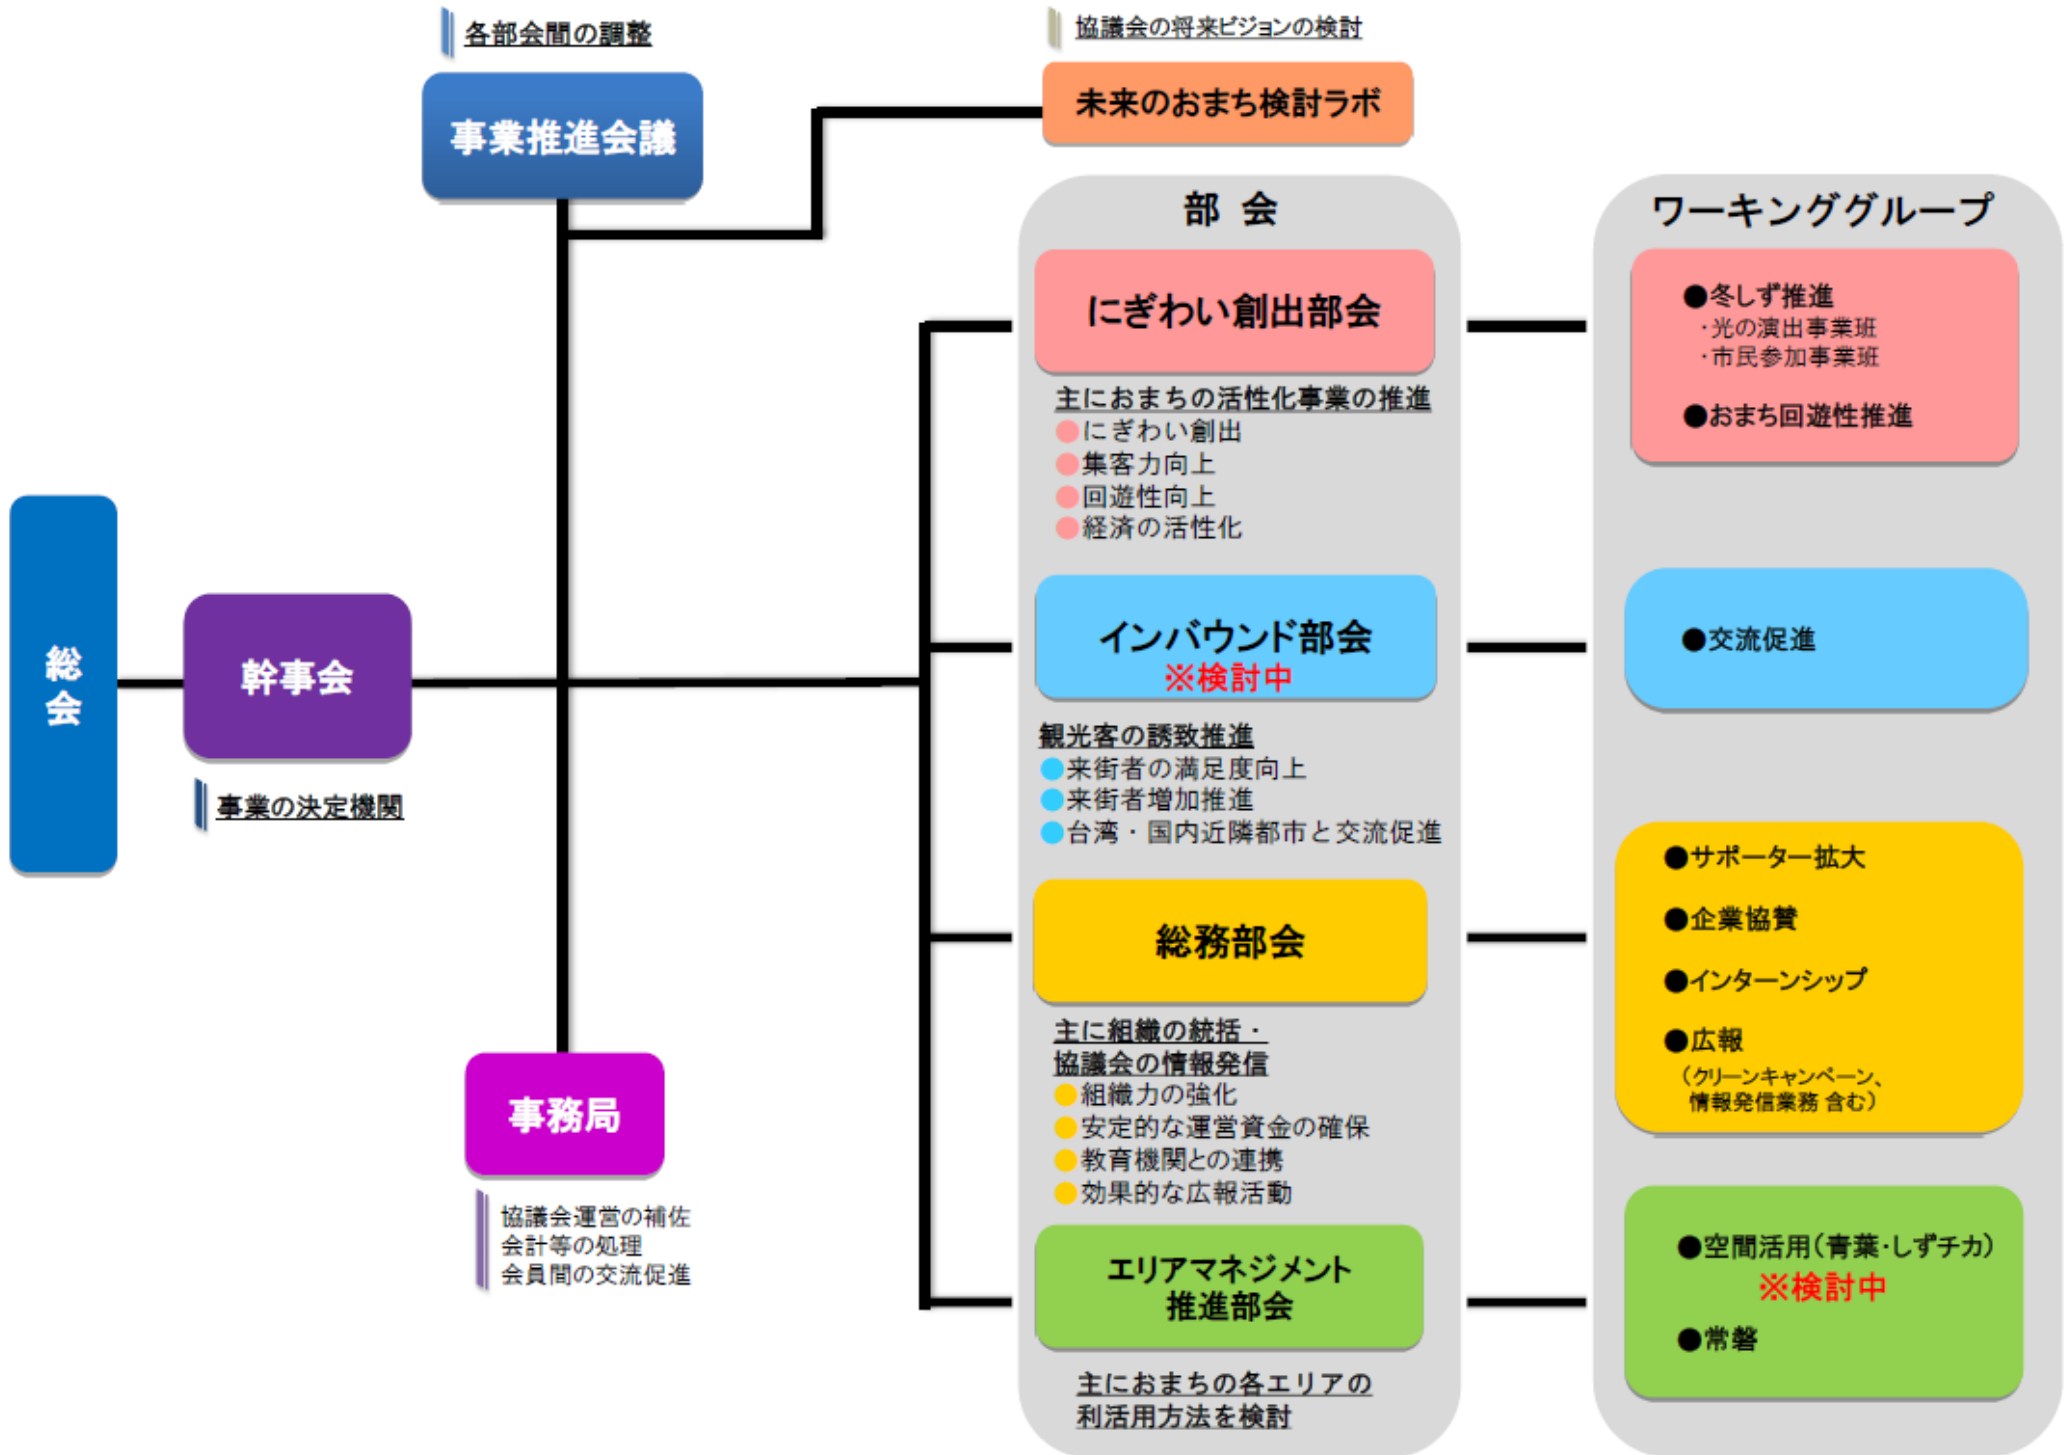 各部会間の調整
事業推進会議
協議会の将来ビジョンの検討
未来のおまち検討ラボ
総会
幹事会
事業の決定機関
事務局
協議会運営の補佐
会計等の処理
会員間の交流促進
部 会
にぎわい創出部会
主におまちの活性化事業の推進
●にぎわい創出
●集客力向上
●回遊性向上
●経済の活性化
インバウンド部会
※検討中
観光客の誘致推進
●来街者の満足度向上
●来街者増加推進
●台湾・国内近隣都市と交流促進
総務部会
主に組織の統括・
協議会の情報発信
●組織力の強化
●安定的な運営資金の確保
●教育機関との連携
●効果的な広報活動
エリアマネジメント
推進部会
主におまちの各エリアの
利活用方法を検討
ワーキンググループ
●冬しず推進
・光の演出事業班
・市民参加事業班
●おまち回遊性推進
●交流促進
●サポーター拡大
●企業協賛
●インターンシップ
●広報
（クリーンキャンペーン、
情報発信業務 含む）
●空間活用（青葉・しずチカ）
※検討中
●常磐